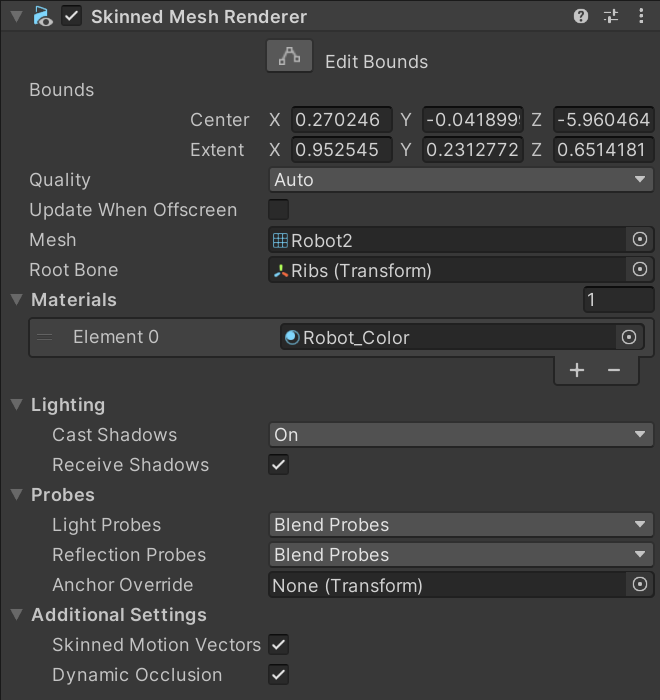 Skinned Mesh Renderer
Edit Bounds
Bounds
Center X 0.270246 Y -0.0418999 Z -5.960464
Extent X 0.952545 Y 0.2312772 Z 0.6514181
Quality Auto
Update When Offscreen
Mesh Robot2
Root Bone Ribs (Transform)
Materials 1
Element 0 Robot_Color
+ −
Lighting
Cast Shadows On
Receive Shadows
Probes
Light Probes Blend Probes
Reflection Probes Blend Probes
Anchor Override None (Transform)
Additional Settings
Skinned Motion Vectors
Dynamic Occlusion